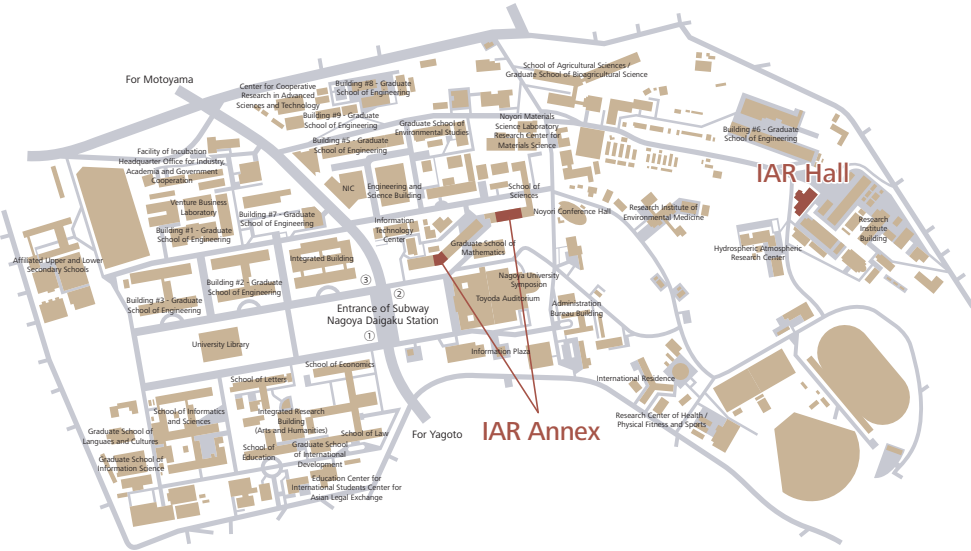 For Motoyama
Center for Cooperative
Research in Advanced
Sciences and Technology
Building #8 - Graduate
School of Engineering
School of Agricultural Sciences /
Graduate School of Bioagricultural Science
Building #9 - Graduate
School of Engineering
Graduate School of
Environmental Studies
Noyori Materials
Science Laboratory
Research Center for
Materials Science
Building #6 - Graduate
School of Engineering
Building #5 - Graduate
School of Engineering
Facility of Incubation
Headquarter Office for Industry,
Academia and Government
Cooperation
IAR Hall
NIC
Engineering and
Science Building
School of
Sciences
Venture Business
Laboratory
Building #7 - Graduate
School of Engineering
Noyori Conference Hall
Research Institute of
Environmental Medicine
Research
Institute
Building
Building #1 - Graduate
School of Engineering
Information
Technology
Center
Graduate School of
Mathematics
Hydrospheric Atmospheric
Research Center
Affiliated Upper and Lower
Secondary Schools
Integrated Building
Building #2 - Graduate
School of Engineering
③
②
Nagoya University
Symposion
Toyoda Auditorium
Building #3 - Graduate
School of Engineering
Entrance of Subway
Nagoya Daigaku Station
①
Administration
Bureau Building
University Library
Information Plaza
School of Economics
School of Letters
International Residence
School of Informatics
and Sciences
Integrated Research
Building
(Arts and Humanities)
School of Law
For Yagoto
IAR Annex
Research Center of Health /
Physical Fitness and Sports
Graduate School of
Languaes and Cultures
School of
Education
Graduate School
of International
Development
Graduate School of
Information Science
Education Center for
International Students Center for
Asian Legal Exchange